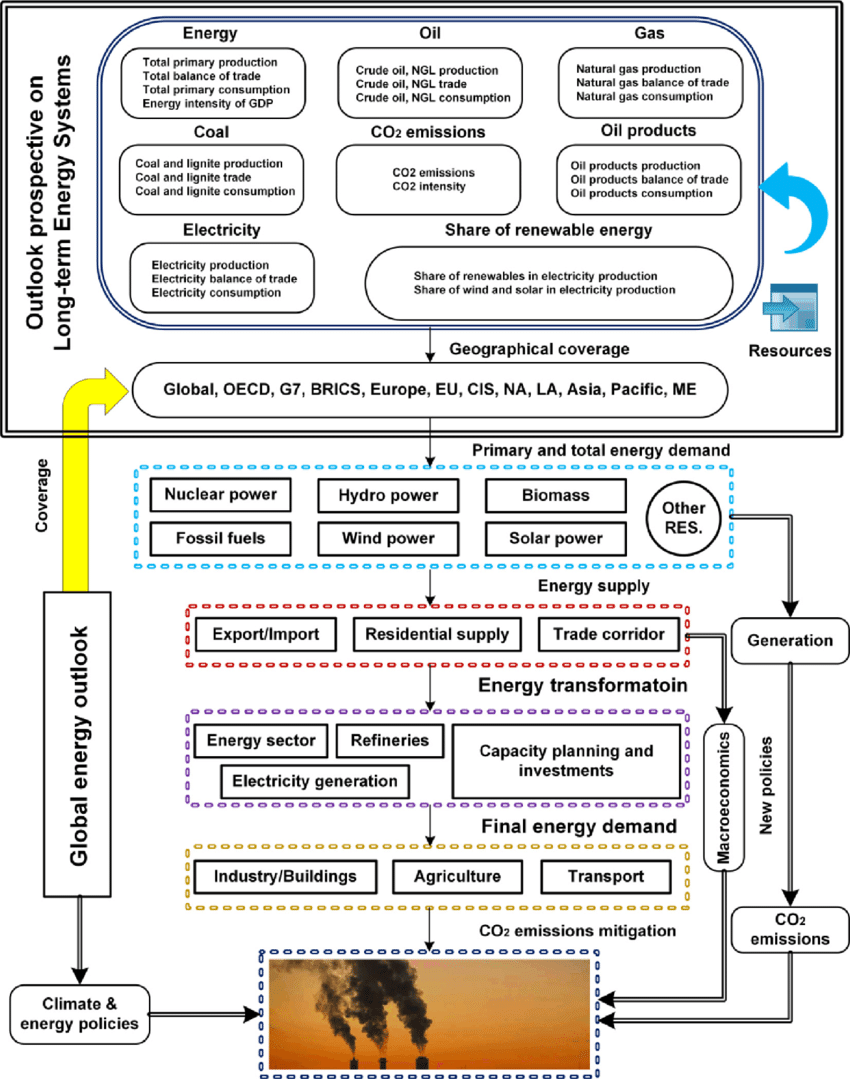 Outlook prospective on
Long-term Energy Systems
Energy
Total primary production
Total balance of trade
Total primary consumption
Energy intensity of GDP
Oil
Crude oil, NGL production
Crude oil, NGL trade
Crude oil, NGL consumption
Gas
Natural gas production
Natural gas balance of trade
Natural gas consumption
Coal
Coal and lignite production
Coal and lignite trade
Coal and lignite consumption
CO2 emissions
CO2 emissions
CO2 intensity
Oil products
Oil products production
Oil products balance of trade
Oil products consumption
Electricity
Electricity production
Electricity balance of trade
Electricity consumption
Share of renewable energy
Share of renewables in electricity production
Share of wind and solar in electricity production
Resources
Geographical coverage
Global, OECD, G7, BRICS, Europe, EU, CIS, NA, LA, Asia, Pacific, ME
Coverage
Primary and total energy demand
Nuclear power
Hydro power
Biomass
Other
RES.
Fossil fuels
Wind power
Solar power
Energy supply
Export/Import
Residential supply
Trade corridor
Generation
Energy transformatoin
Global energy outlook
Energy sector
Refineries
Capacity planning and
investments
Electricity generation
Macroeconomics
New policies
Final energy demand
Industry/Buildings
Agriculture
Transport
CO2 emissions mitigation
CO2
emissions
Climate &
energy policies